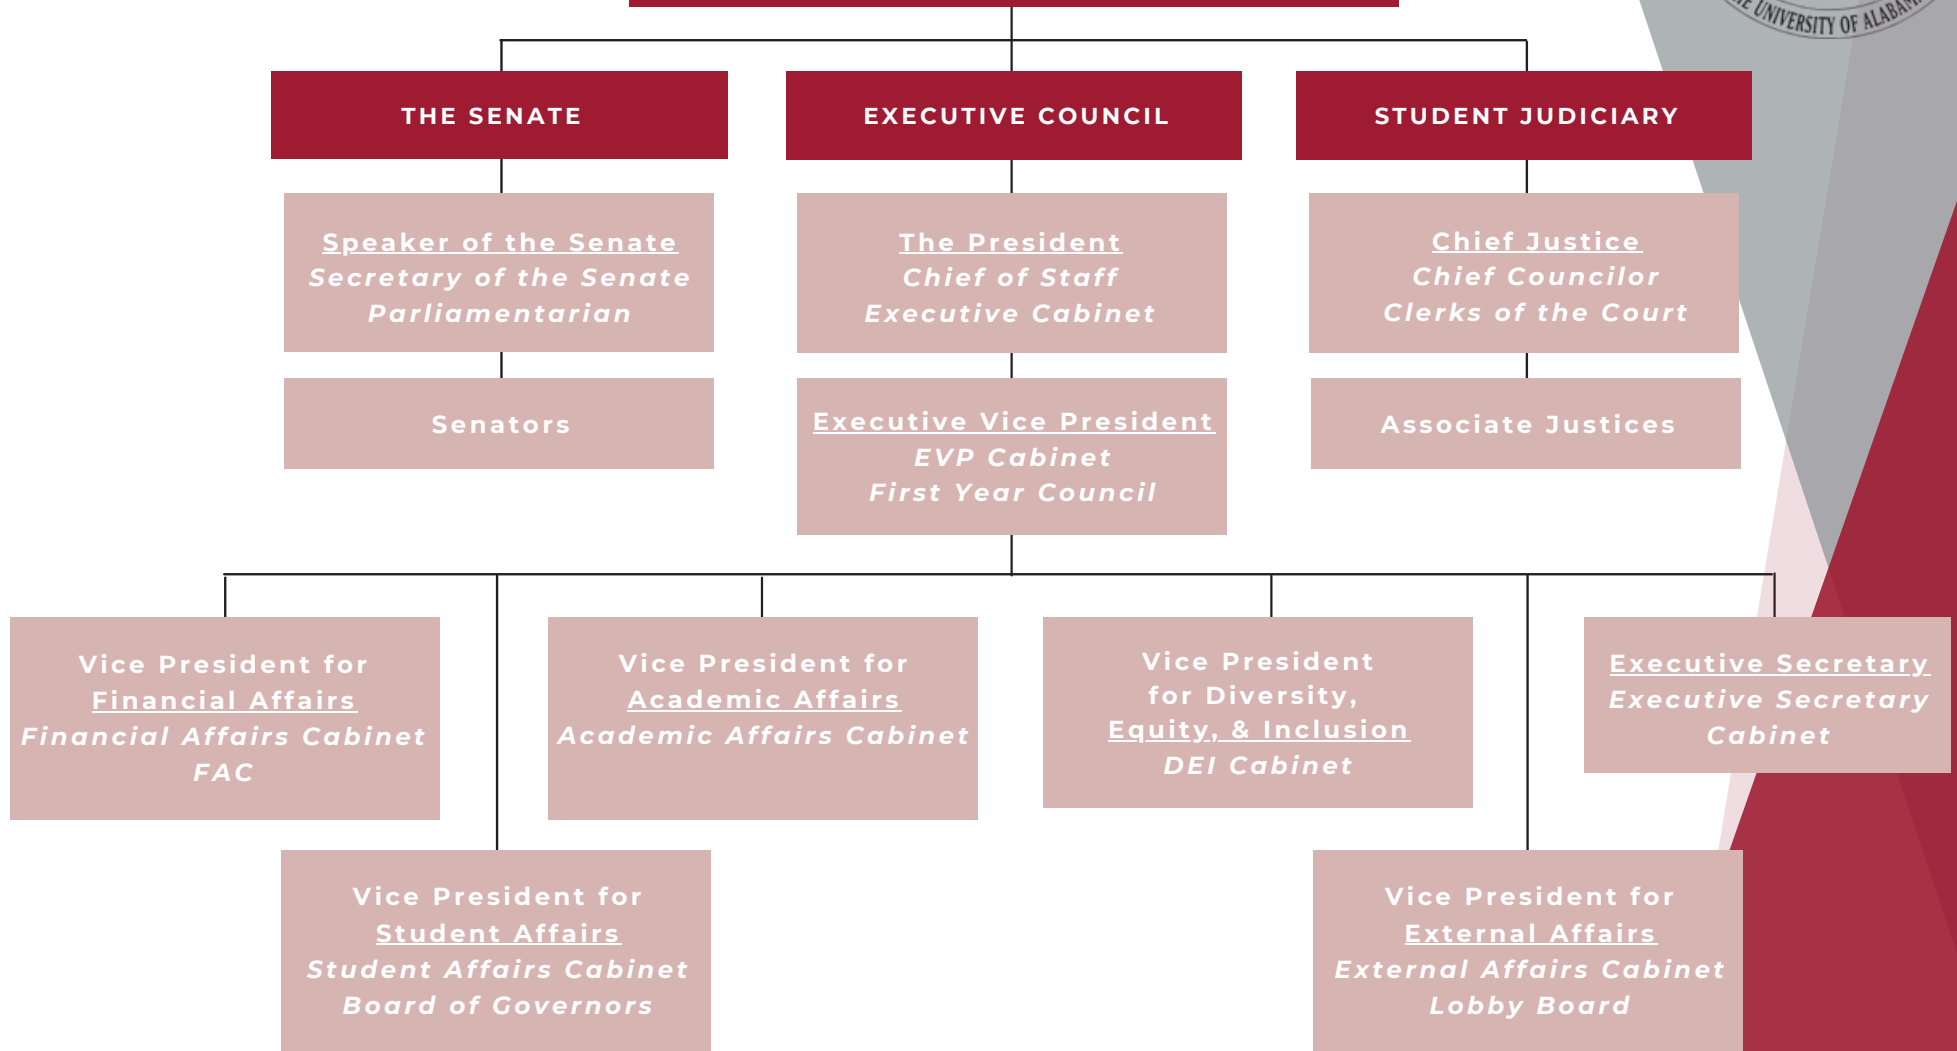 THE UNIVERSITY OF ALABAMA
THE SENATE
EXECUTIVE COUNCIL
STUDENT JUDICIARY
Speaker of the Senate
Secretary of the Senate
Parliamentarian
The President
Chief of Staff
Executive Cabinet
Chief Justice
Chief Councilor
Clerks of the Court
Senators
Executive Vice President
EVP Cabinet
First Year Council
Associate Justices
Vice President for
Financial Affairs
Financial Affairs Cabinet
FAC
Vice President for
Academic Affairs
Academic Affairs Cabinet
Vice President
for Diversity,
Equity, & Inclusion
DEI Cabinet
Executive Secretary
Executive Secretary
Cabinet
Vice President for
Student Affairs
Student Affairs Cabinet
Board of Governors
Vice President for
External Affairs
External Affairs Cabinet
Lobby Board